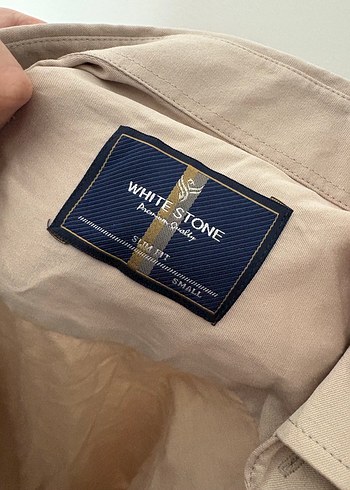 WHITE STONE
Premium Quality
SLIM FIT
SMALL